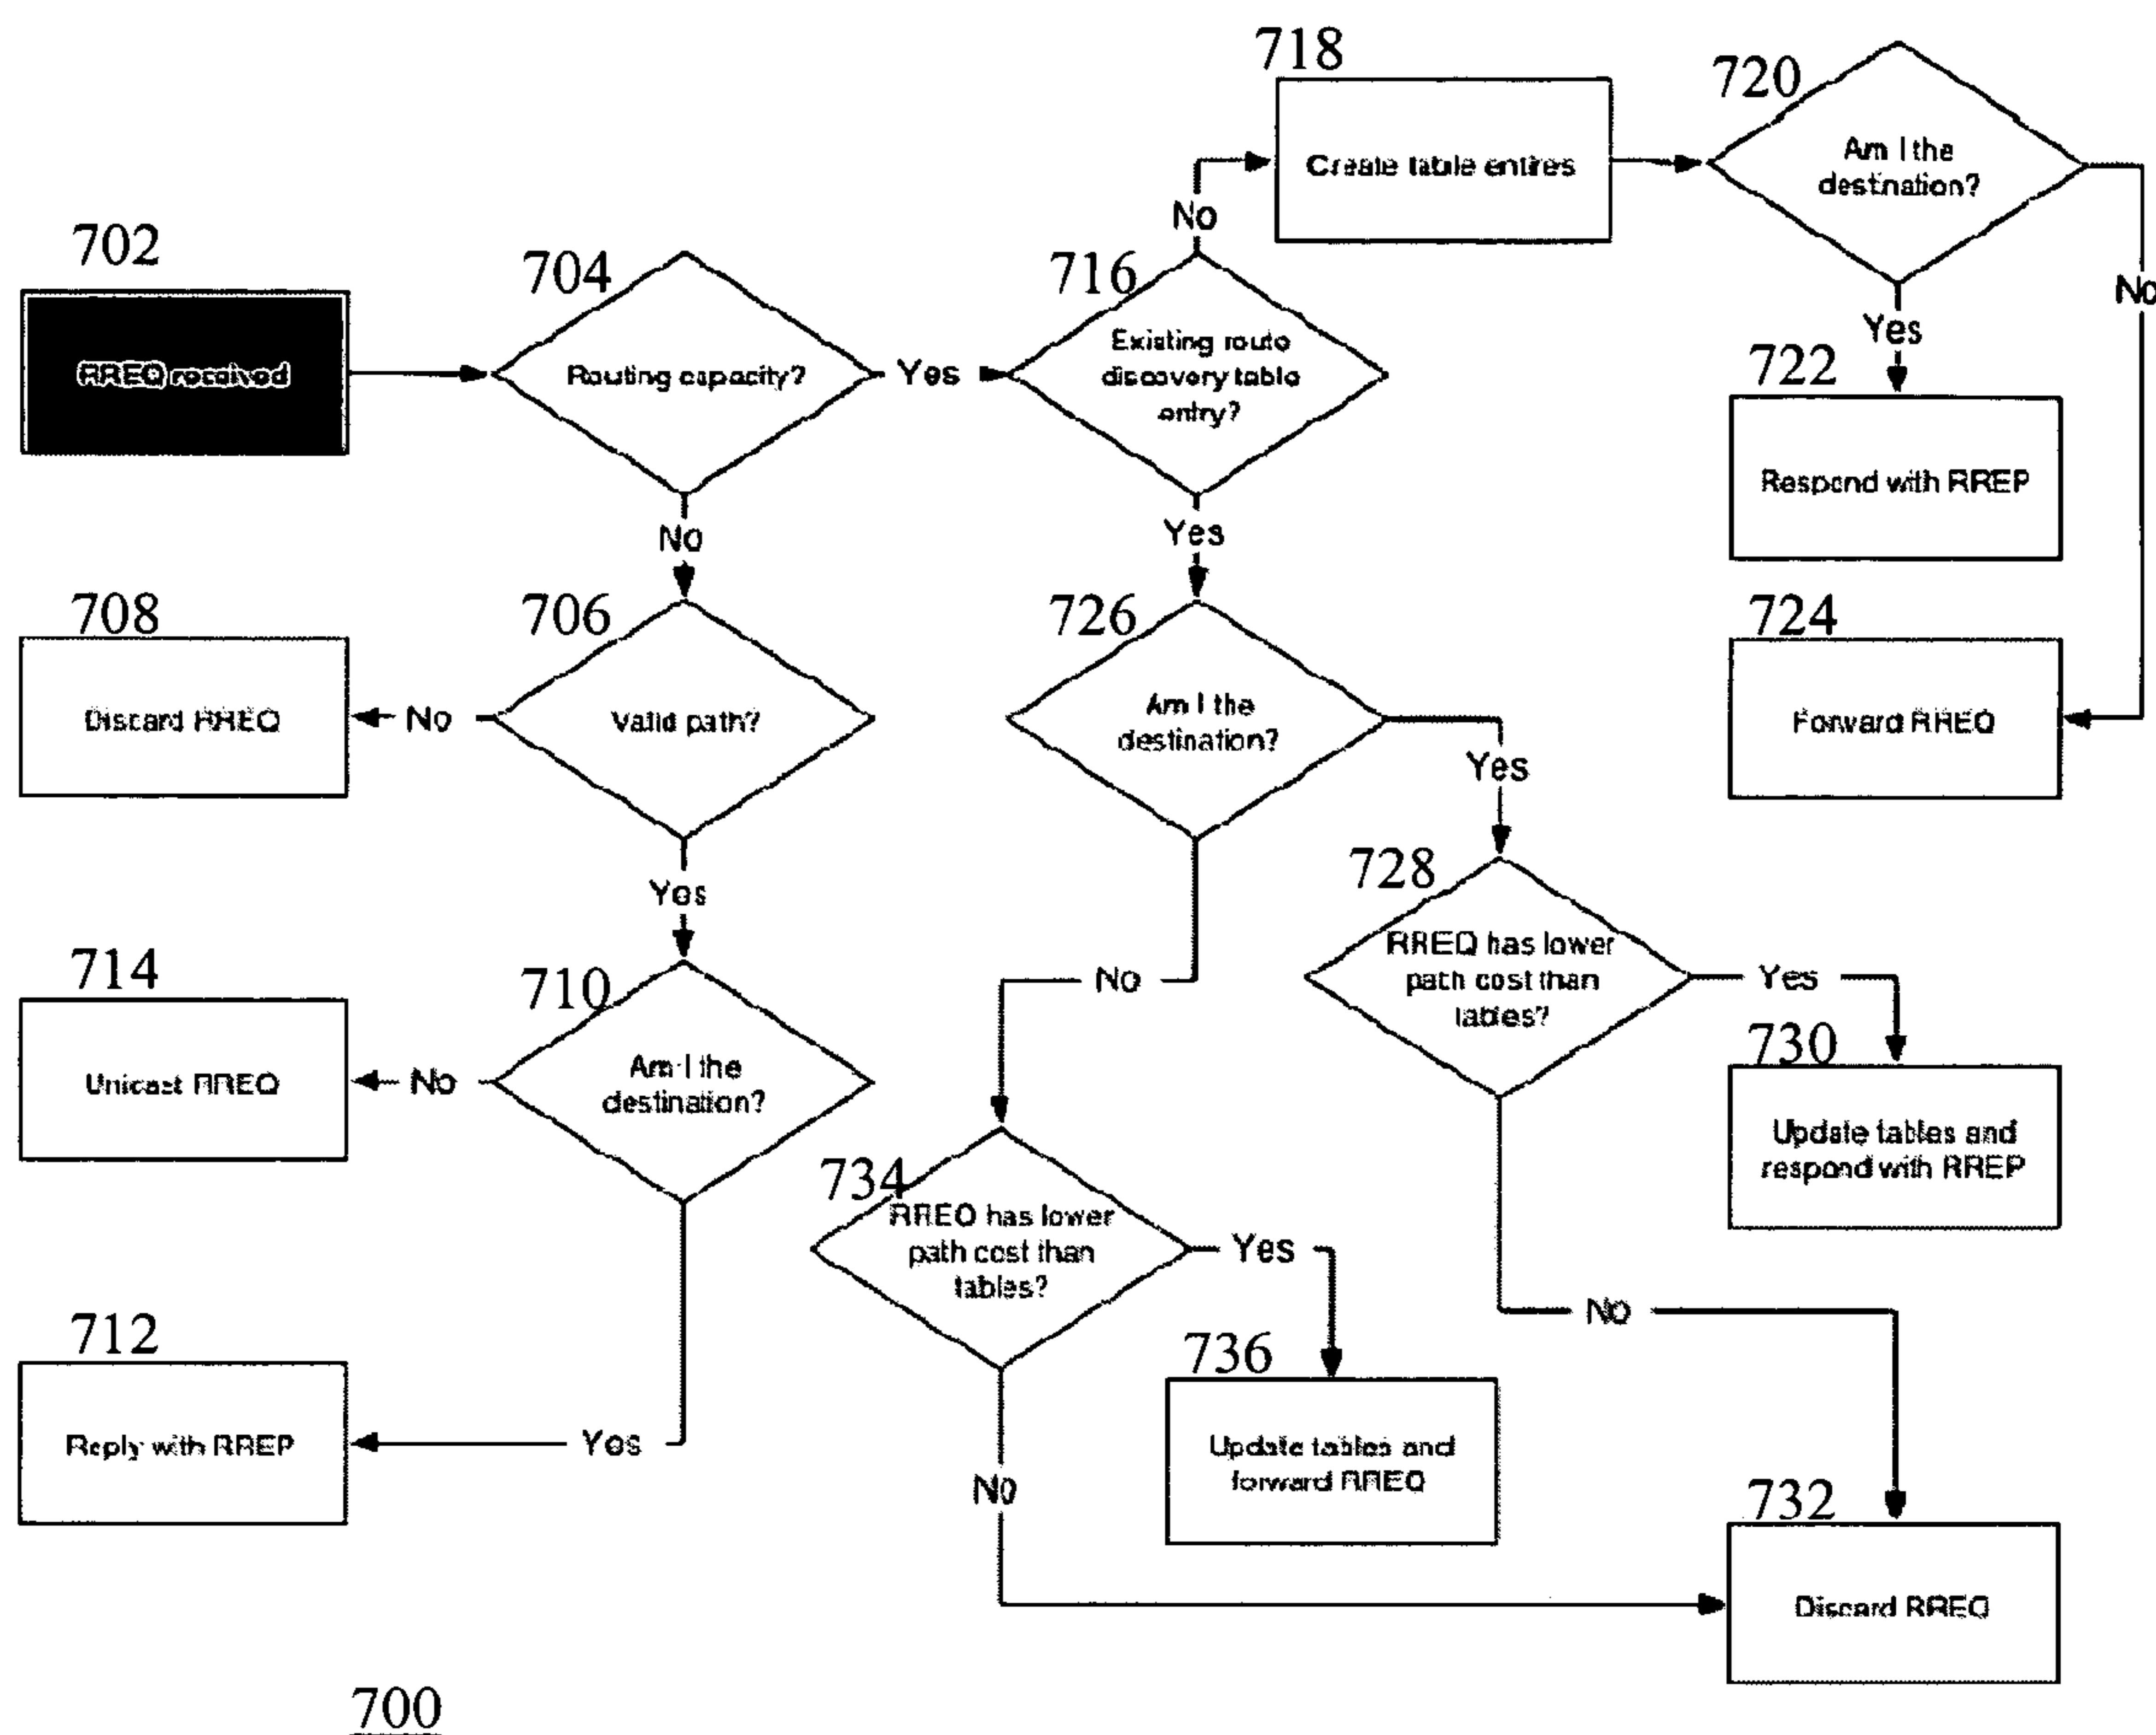 718
Create table entires
720
Am I the
destination?
No
Yes
722
Respond with RREP
724
Forward RREQ
702
RREQ received
704
Routing capacity?
Yes
716
Existing route
discovery table
entry?
No
Yes
No
708
Discard RREQ
No
706
Valid path?
Yes
726
Am I the
destination?
Yes
No
728
RREQ has lower
path cost than
tables?
Yes
730
Update tables and
respond with RREP
No
714
Unicast RREQ
No
710
Am I the
destination?
Yes
712
Reply with RREP
734
RREQ has lower
path cost than
tables?
Yes
736
Update tables and
forward RREQ
No
732
Discard RREQ
700